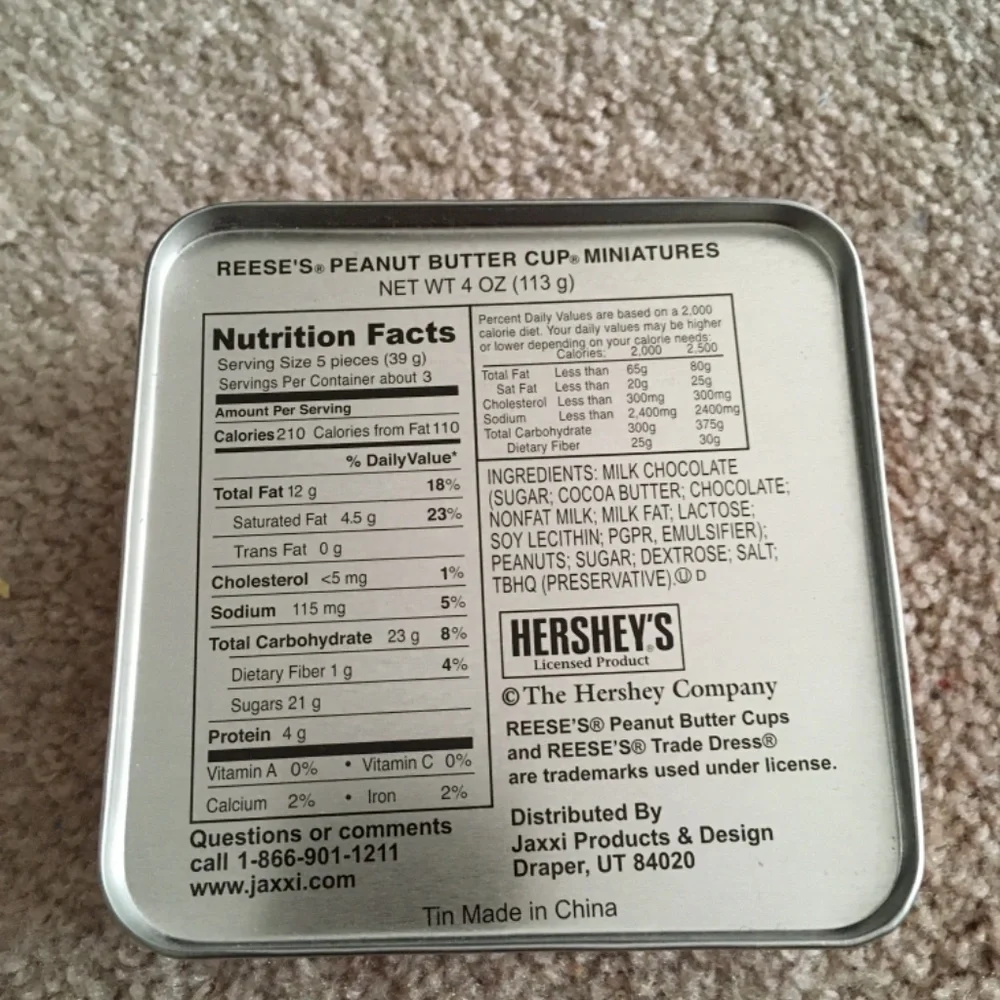 REESE'S® PEANUT BUTTER CUP® MINIATURES
NET WT 4 OZ (113 g)
Nutrition Facts
Serving Size 5 pieces (39 g)
Servings Per Container about 3
Amount Per Serving
Calories 210 Calories from Fat 110
% Daily Value*
Total Fat 12 g 18%
Saturated Fat 4.5 g 23%
Trans Fat 0 g
Cholesterol <5 mg 1%
Sodium 115 mg 5%
Total Carbohydrate 23 g 8%
Dietary Fiber 1 g 4%
Sugars 21 g
Protein 4 g
Vitamin A 0% • Vitamin C 0%
Calcium 2% • Iron 2%
Percent Daily Values are based on a 2,000
calorie diet. Your daily values may be higher
or lower depending on your calorie needs:
Calories: 2,000 2,500
Total Fat Less than 65g 80g
Sat Fat Less than 20g 25g
Cholesterol Less than 300mg 300mg
Sodium Less than 2,400mg 2400mg
Total Carbohydrate 300g 375g
Dietary Fiber 25g 30g
INGREDIENTS: MILK CHOCOLATE
(SUGAR; COCOA BUTTER; CHOCOLATE;
NONFAT MILK; MILK FAT; LACTOSE;
SOY LECITHIN; PGPR, EMULSIFIER);
PEANUTS; SUGAR; DEXTROSE; SALT;
TBHQ (PRESERVATIVE).Ⓤ D
HERSHEY'S®
Licensed Product
© The Hershey Company
REESE'S® Peanut Butter Cups
and REESE'S® Trade Dress®
are trademarks used under license.
Distributed By
Jaxxi Products & Design
Draper, UT 84020
Questions or comments
call 1-866-901-1211
www.jaxxi.com
Tin Made in China